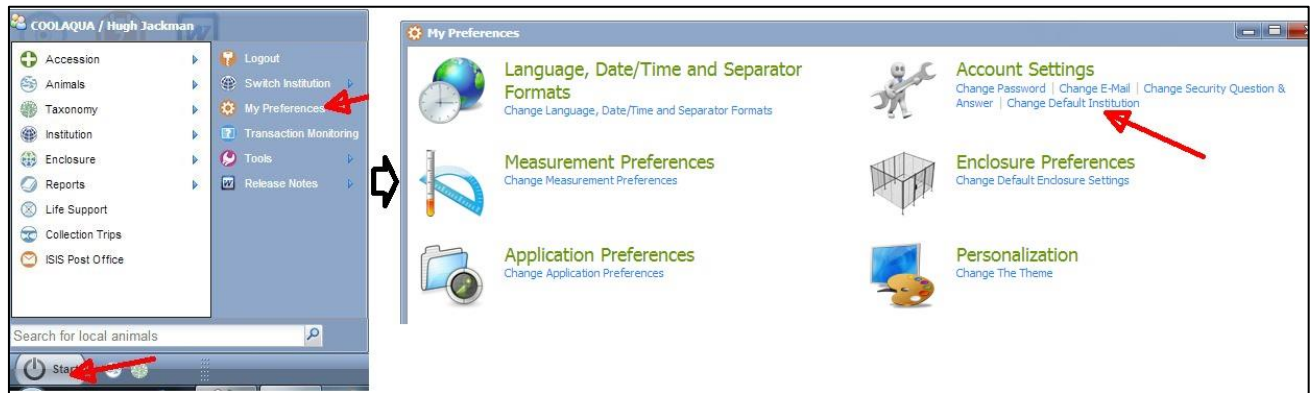 COOLAQUA / Hugh Jackman
Accession
Animals
Taxonomy
Institution
Enclosure
Reports
Life Support
Collection Trips
ISIS Post Office
Logout
Switch Institution
My Preferences
Transaction Monitoring
Tools
Release Notes
Search for local animals
Start
My Preferences
Language, Date/Time and Separator
Formats
Change Language, Date/Time and Separator Formats
Account Settings
Change Password | Change E-Mail | Change Security Question &
Answer | Change Default Institution
Measurement Preferences
Change Measurement Preferences
Enclosure Preferences
Change Default Enclosure Settings
Application Preferences
Change Application Preferences
Personalization
Change The Theme